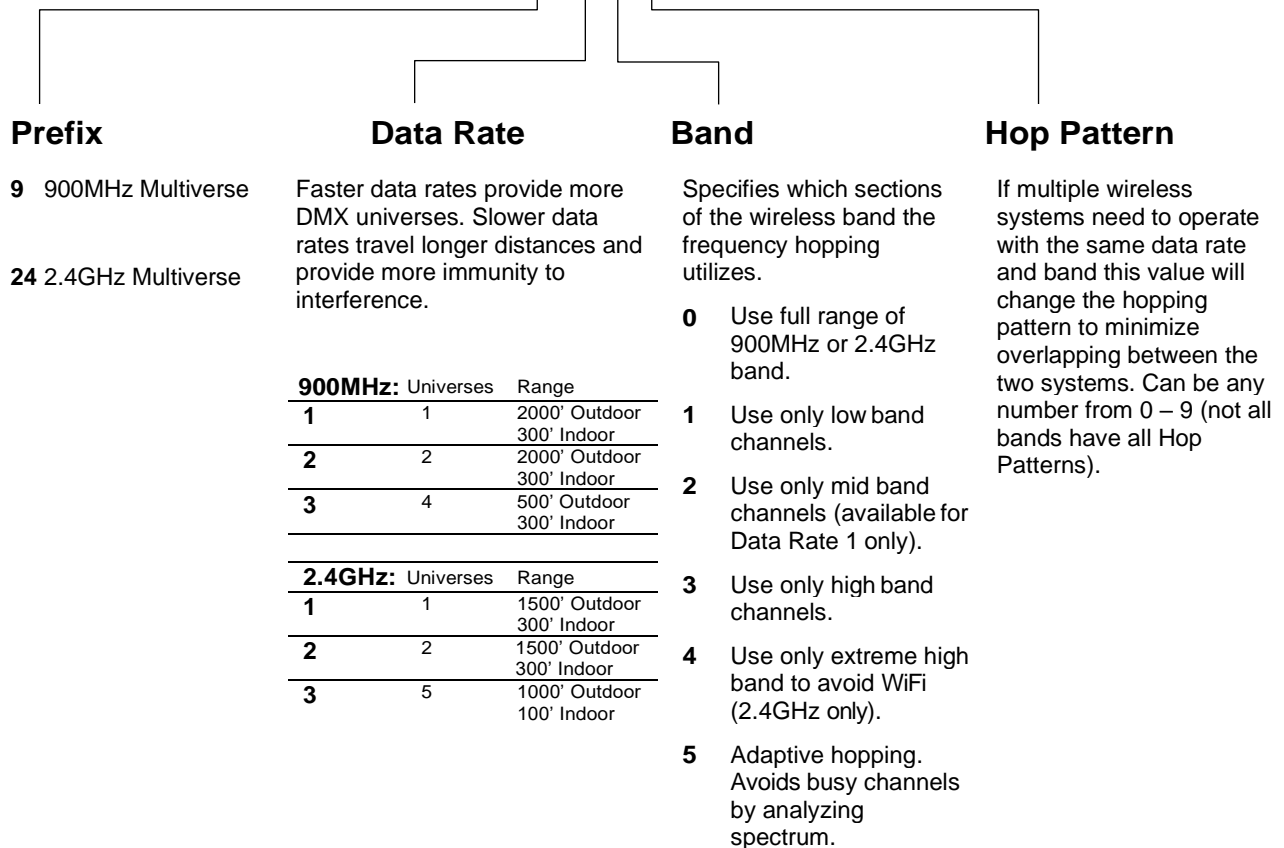 Prefix
9 900MHz Multiverse
24 2.4GHz Multiverse
Data Rate
Faster data rates provide more
DMX universes. Slower data
rates travel longer distances and
provide more immunity to
interference.
900MHz: Universes Range
1 1 2000’ Outdoor
300’ Indoor
2 2 2000’ Outdoor
300’ Indoor
3 4 500’ Outdoor
300’ Indoor
2.4GHz: Universes Range
1 1 1500’ Outdoor
300’ Indoor
2 2 1500’ Outdoor
300’ Indoor
3 5 1000’ Outdoor
100’ Indoor
Band
Specifies which sections
of the wireless band the
frequency hopping
utilizes.
0 Use full range of
900MHz or 2.4GHz
band.
1 Use only low band
channels.
2 Use only mid band
channels (available for
Data Rate 1 only).
3 Use only high band
channels.
4 Use only extreme high
band to avoid WiFi
(2.4GHz only).
5 Adaptive hopping.
Avoids busy channels
by analyzing
spectrum.
Hop Pattern
If multiple wireless
systems need to operate
with the same data rate
and band this value will
change the hopping
pattern to minimize
overlapping between the
two systems. Can be any
number from 0 – 9 (not all
bands have all Hop
Patterns).